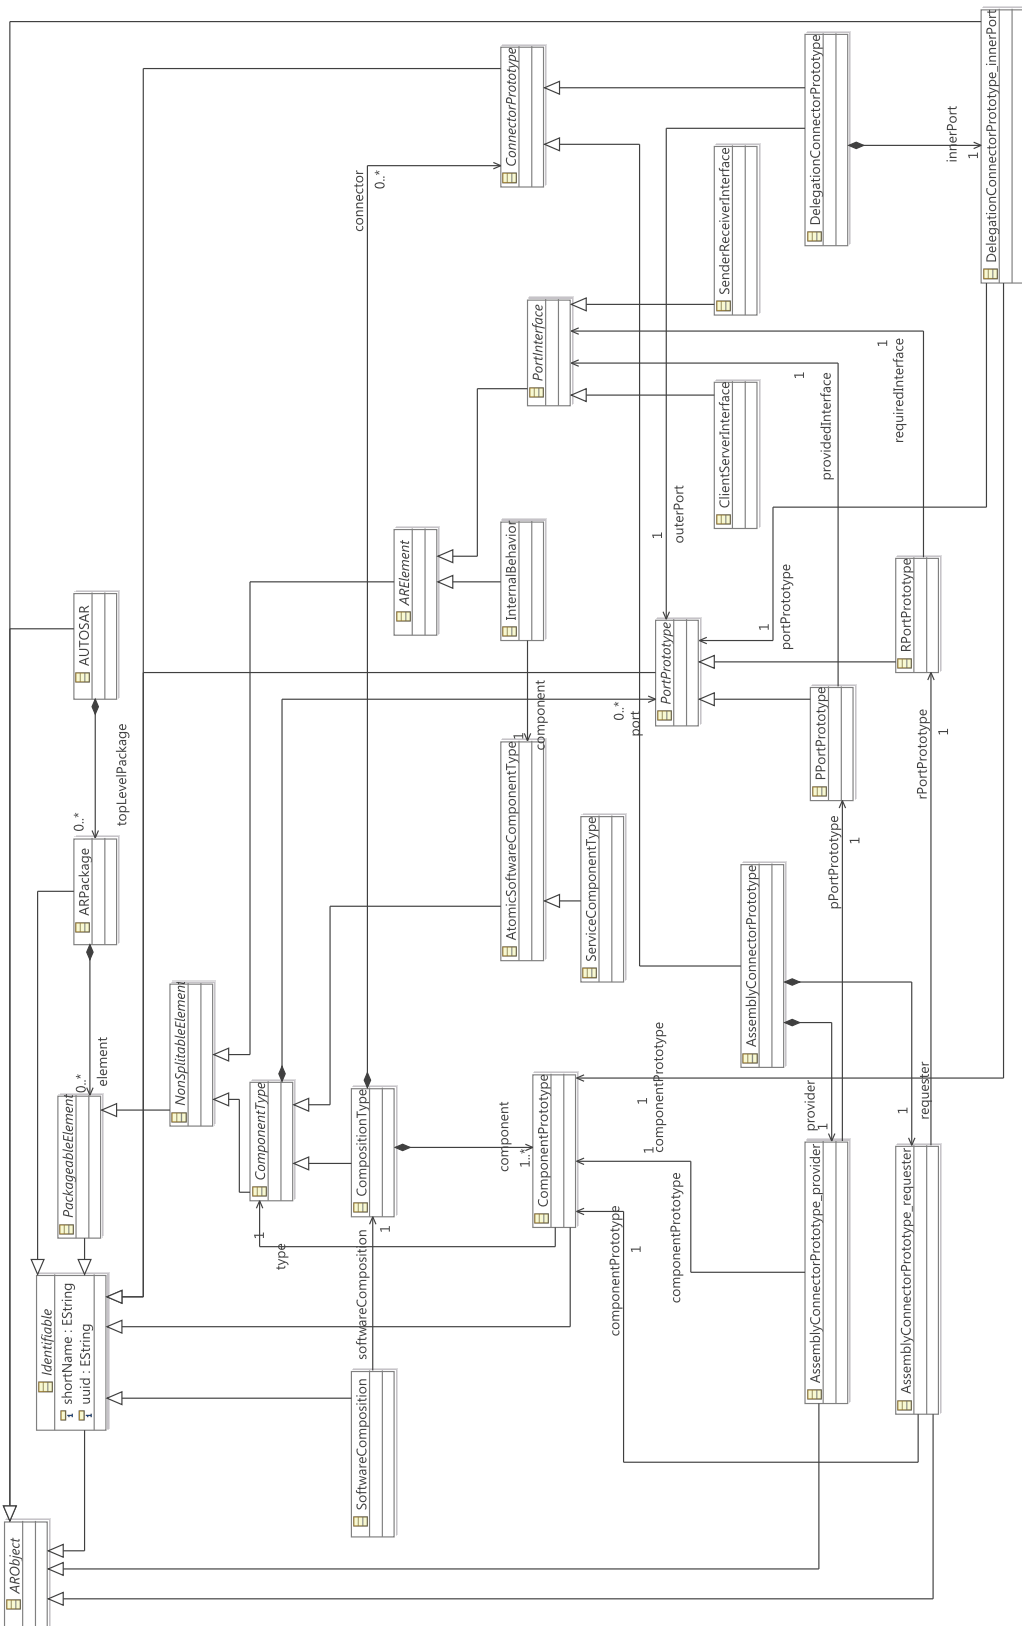 ARObject
Identifiable
shortName : EString
uuid : EString
PackageableElement
0..*
element
ARPackage
0..*
topLevelPackage
AUTOSAR
NonSplitableElement
ComponentType
1
type
SoftwareComposition
softwareComposition
1
CompositionType
connector
0..*
ARElement
component
1..*
ComponentPrototype
AtomicSoftwareComponentType
1
component
InternalBehavior
PortInterface
ConnectorPrototype
ServiceComponentType
componentPrototype
1
1
componentPrototype
1
componentPrototype
0..*
port
PortPrototype
1
outerPort
ClientServerInterface
SenderReceiverInterface
AssemblyConnectorPrototype
1
portPrototype
1
providedInterface
AssemblyConnectorPrototype_provider
provider
1
pPortPrototype
1
PPortPrototype
DelegationConnectorPrototype
1
requiredInterface
AssemblyConnectorPrototype_requester
1
requester
rPortPrototype
1
RPortPrototype
innerPort
1
DelegationConnectorPrototype_innerPort